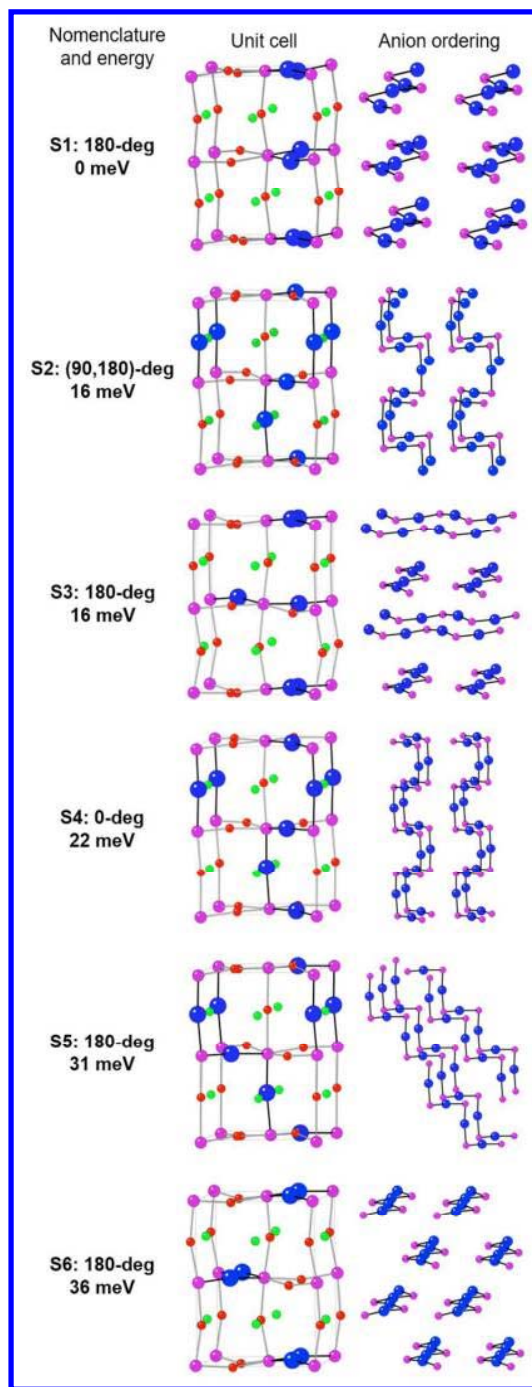 Nomenclature
and energy
Unit cell
Anion ordering
S1: 180-deg
0 meV
S2: (90,180)-deg
16 meV
S3: 180-deg
16 meV
S4: 0-deg
22 meV
S5: 180-deg
31 meV
S6: 180-deg
36 meV